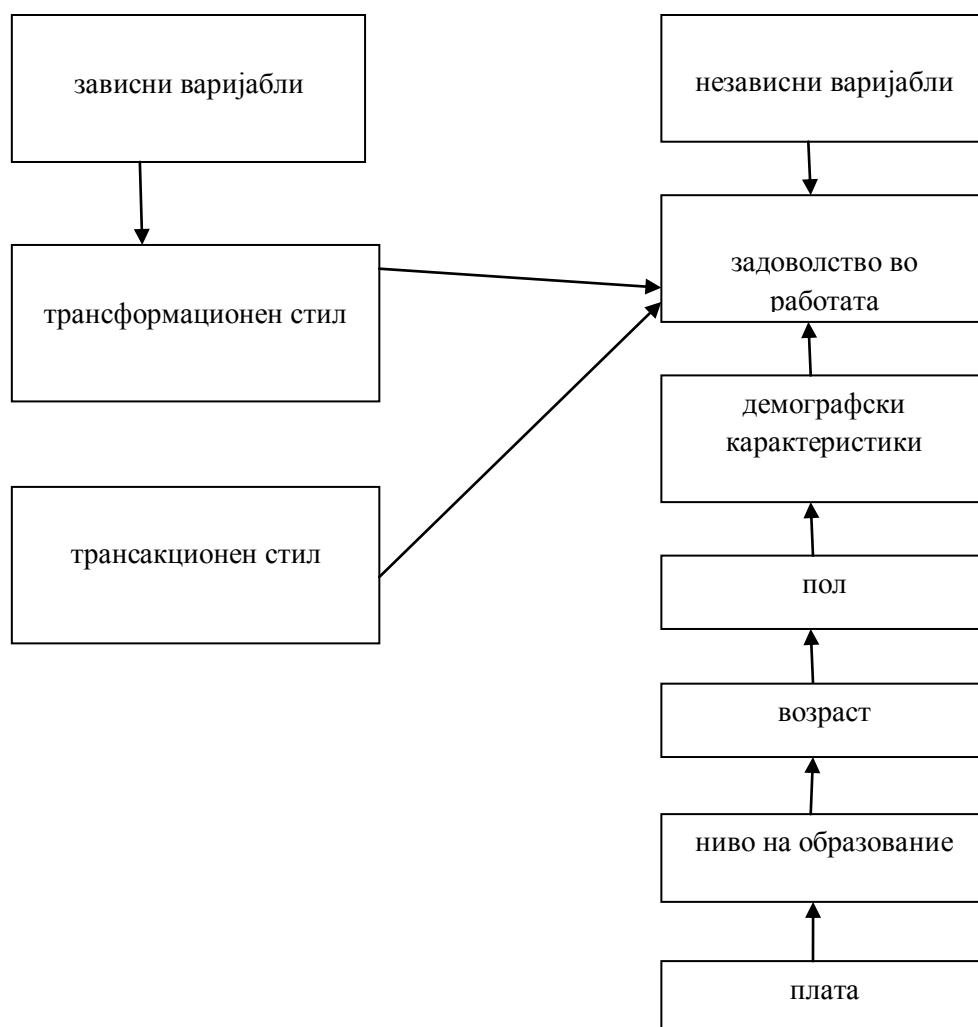 зависни варијабли
трансформационен стил
трансакционен стил
независни варијабли
задоволство во
работата
демографски
карактеристики
пол
возраст
ниво на образование
плата